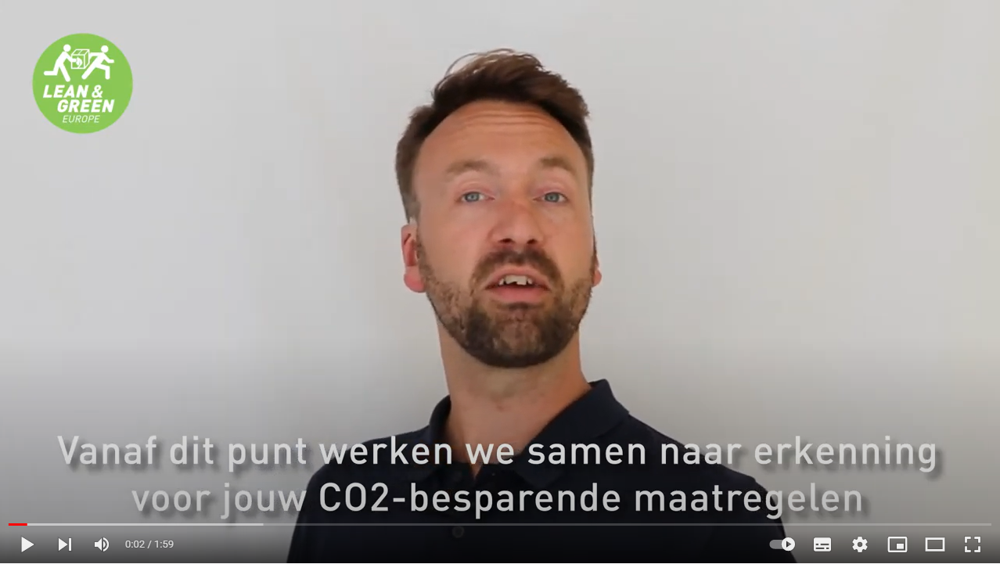 LEAN &
GREEN
EUROPE
Vanaf dit punt werken we samen naar erkenning
voor jouw CO2-besparende maatregelen
0:02 / 1:59